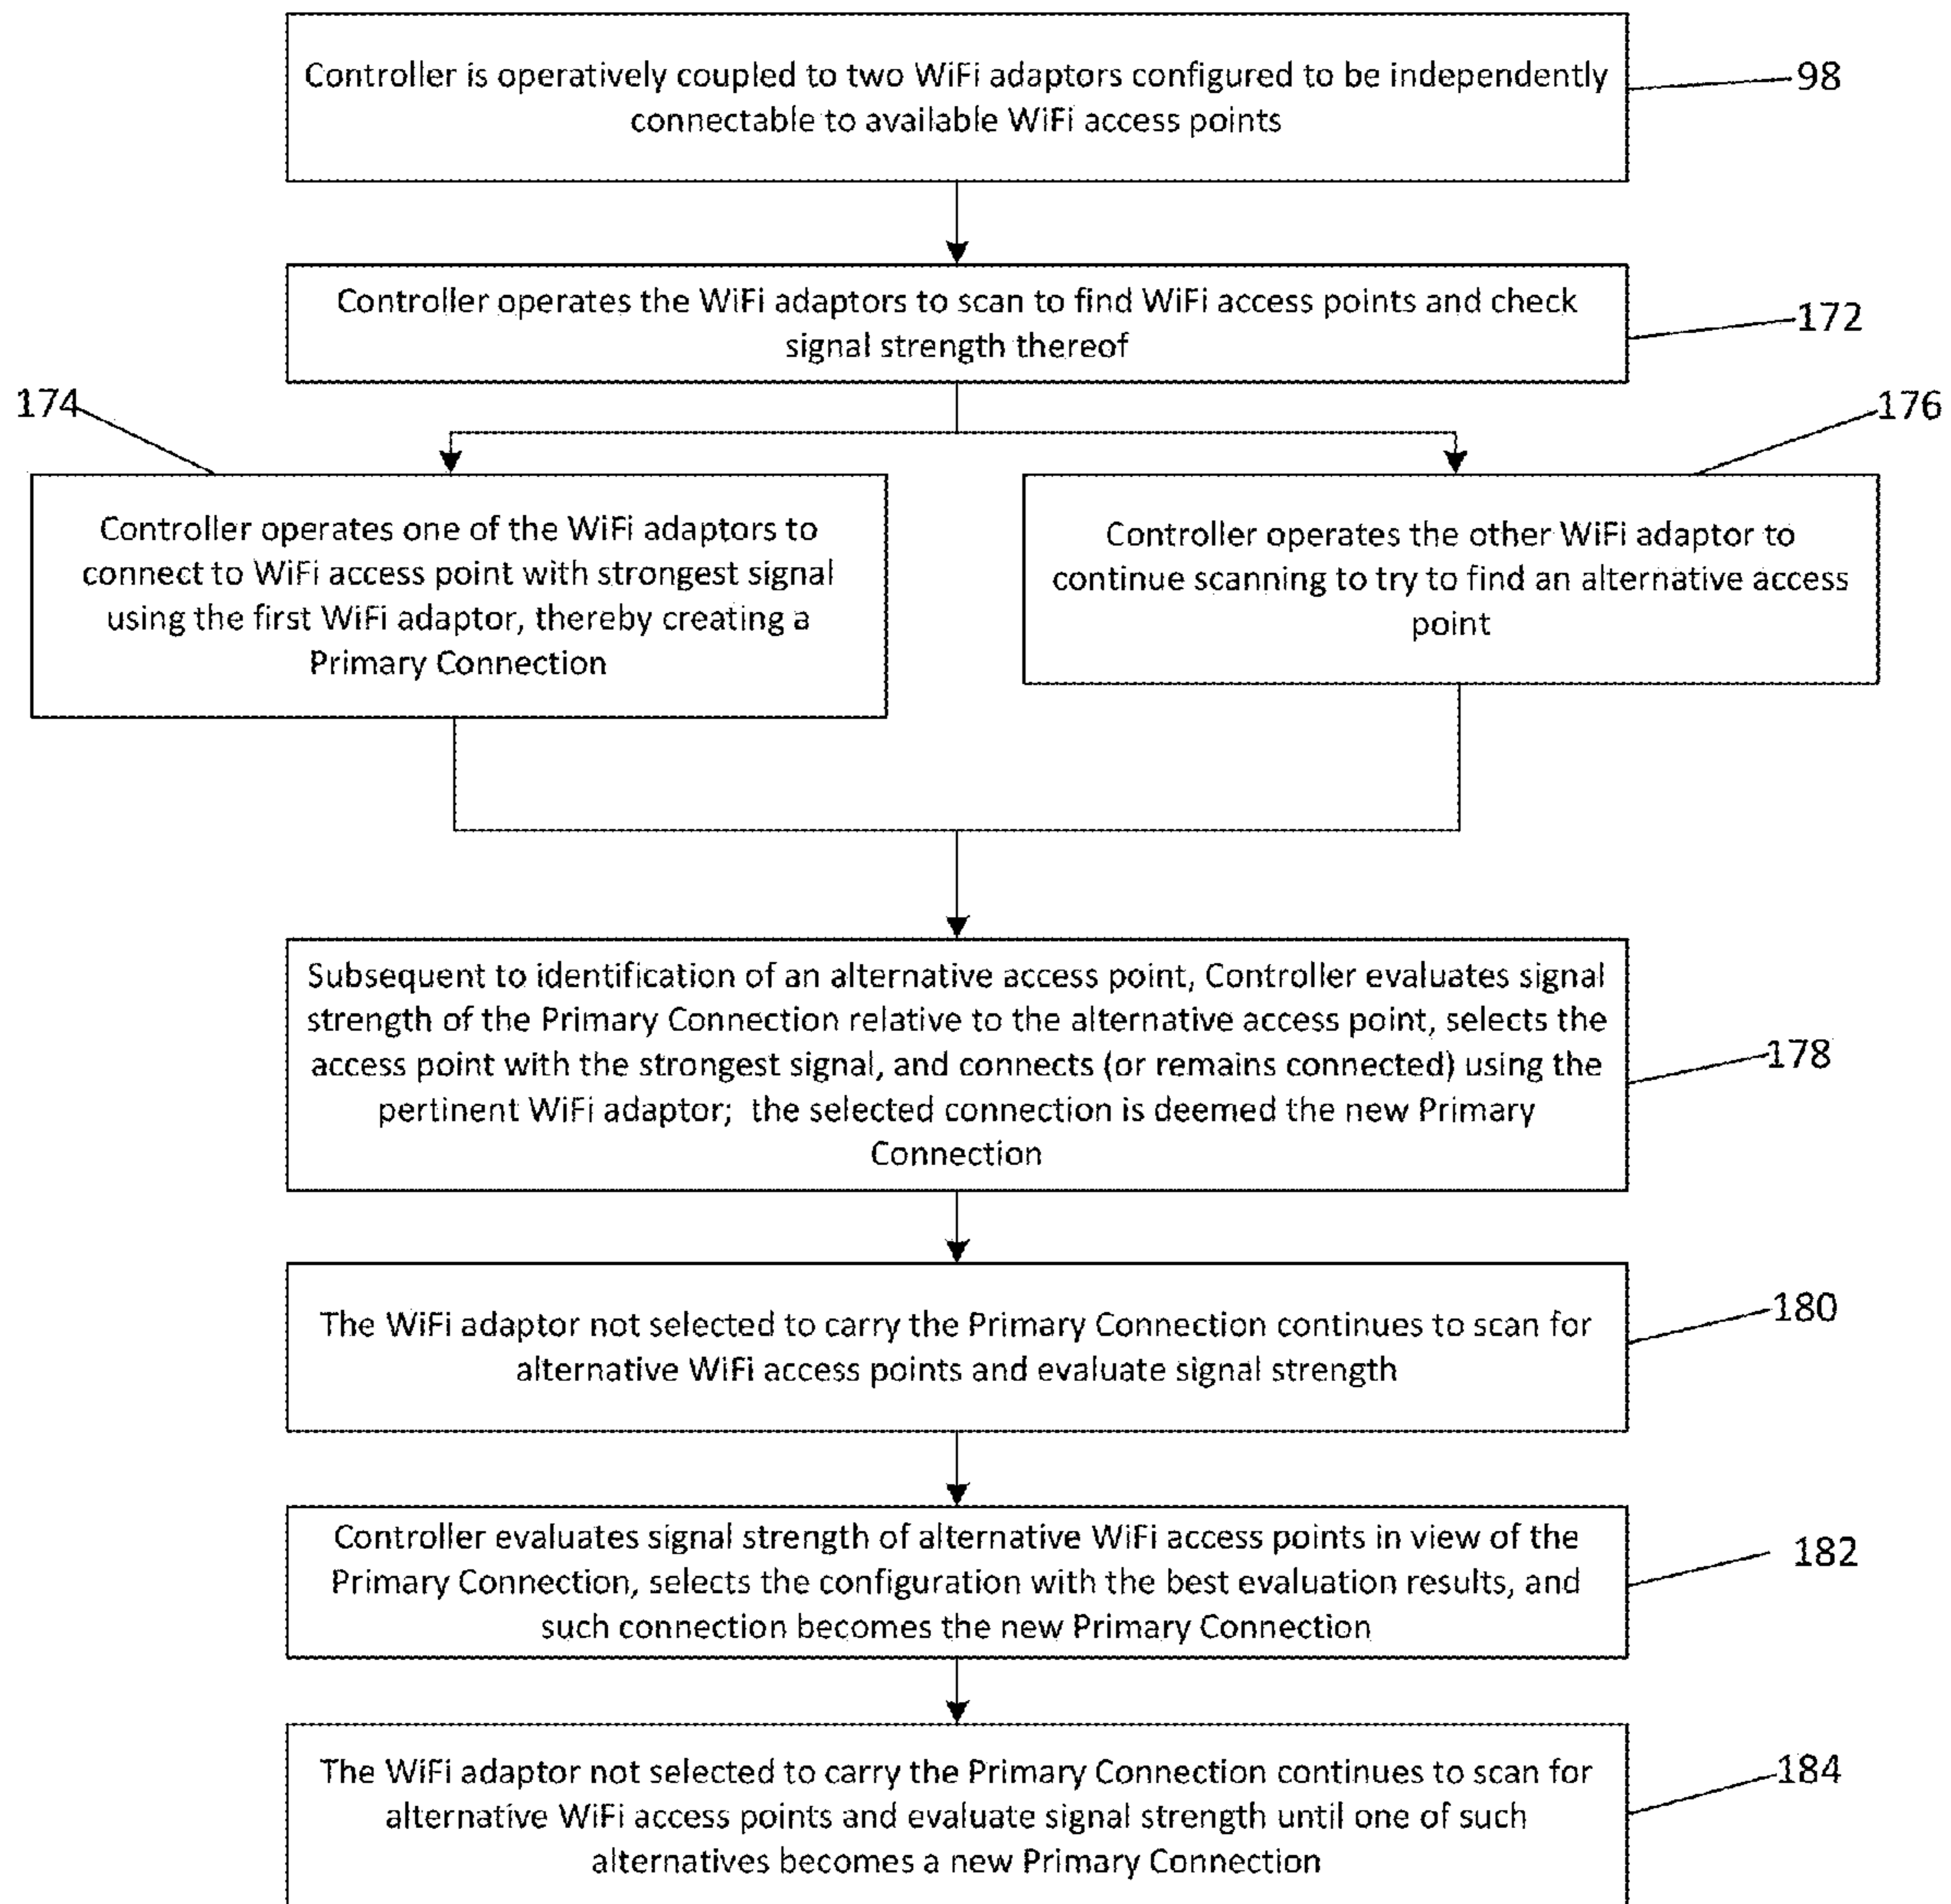 Controller is operatively coupled to two WiFi adaptors configured to be independently
connectable to available WiFi access points
98
Controller operates the WiFi adaptors to scan to find WiFi access points and check
signal strength thereof
172
174
176
Controller operates one of the WiFi adaptors to
connect to WiFi access point with strongest signal
using the first WiFi adaptor, thereby creating a
Primary Connection
Controller operates the other WiFi adaptor to
continue scanning to try to find an alternative access
point
Subsequent to identification of an alternative access point, Controller evaluates signal
strength of the Primary Connection relative to the alternative access point, selects the
access point with the strongest signal, and connects (or remains connected) using the
pertinent WiFi adaptor; the selected connection is deemed the new Primary
Connection
178
The WiFi adaptor not selected to carry the Primary Connection continues to scan for
alternative WiFi access points and evaluate signal strength
180
Controller evaluates signal strength of alternative WiFi access points in view of the
Primary Connection, selects the configuration with the best evaluation results, and
such connection becomes the new Primary Connection
182
The WiFi adaptor not selected to carry the Primary Connection continues to scan for
alternative WiFi access points and evaluate signal strength until one of such
alternatives becomes a new Primary Connection
184